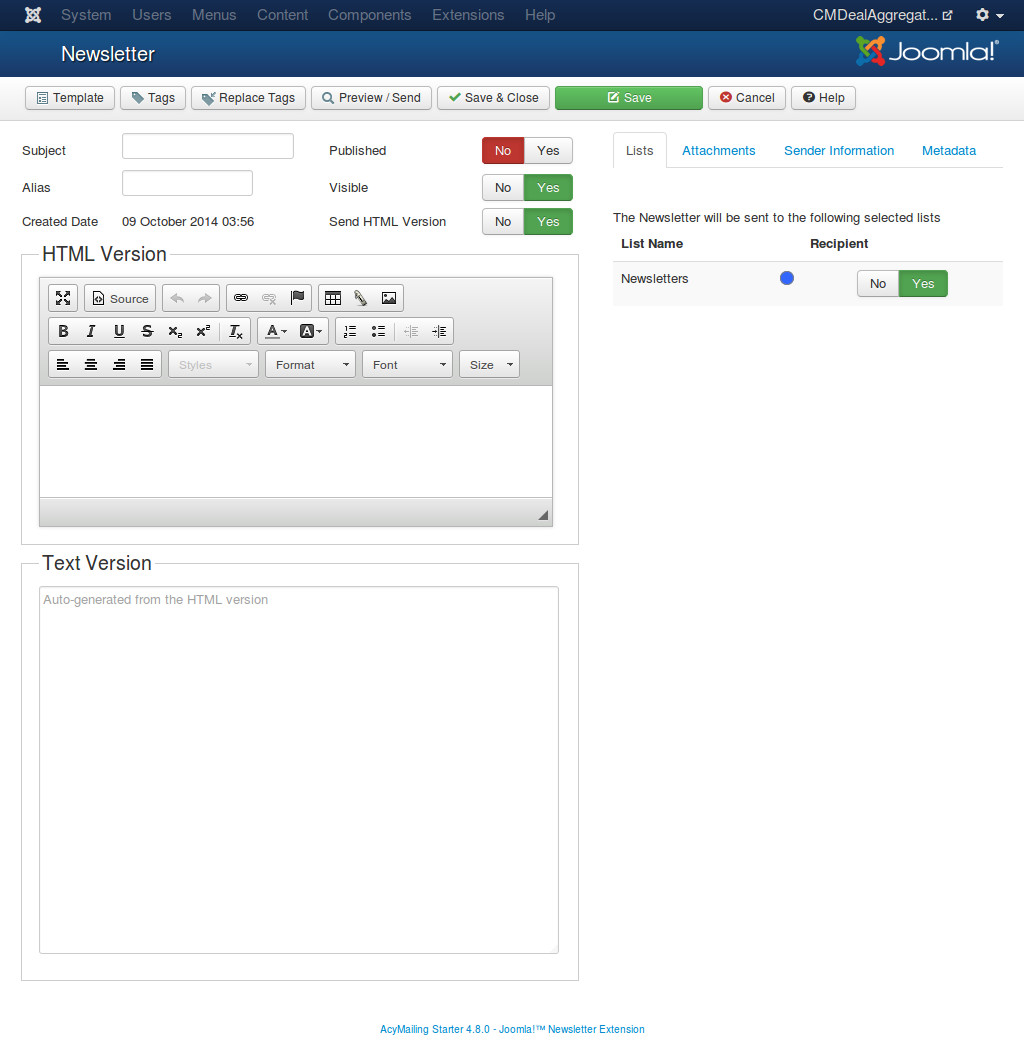 System Users Menus Content Components Extensions Help CMDealAggregat...
Newsletter Joomla!®
Template Tags Replace Tags Preview / Send Save & Close Save Cancel Help
Subject Published No Yes Lists Attachments Sender Information Metadata
Alias Visible No Yes
Created Date 09 October 2014 03:56 Send HTML Version No Yes
The Newsletter will be sent to the following selected lists
List Name Recipient
Newsletters No Yes
HTML Version
Source
B I U S x₂ x² Tx A A
Styles Format Font Size
Text Version
Auto-generated from the HTML version
AcyMailing Starter 4.8.0 - Joomla!™ Newsletter Extension